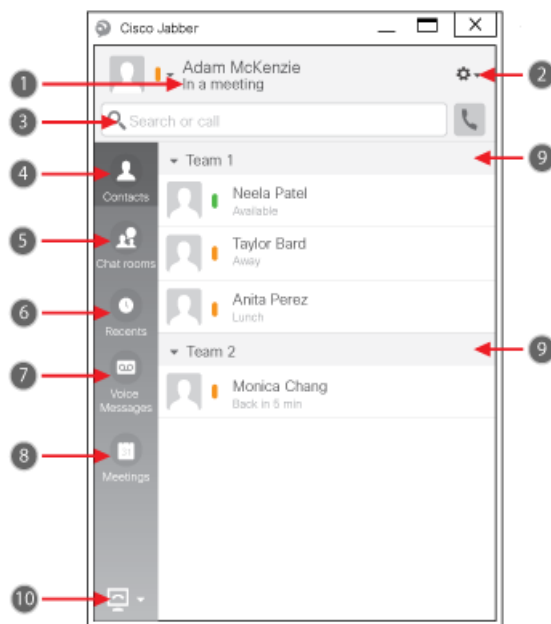 Cisco Jabber
Adam McKenzie
1
In a meeting
2
3
Search or call
Team 1
9
4
Contacts
Neela Patel
Available
5
Chat rooms
Taylor Bard
Away
6
Recents
Anita Perez
Lunch
Team 2
9
7
Voice
Messages
Monica Chang
Back in 5 min
8
31
Meetings
10